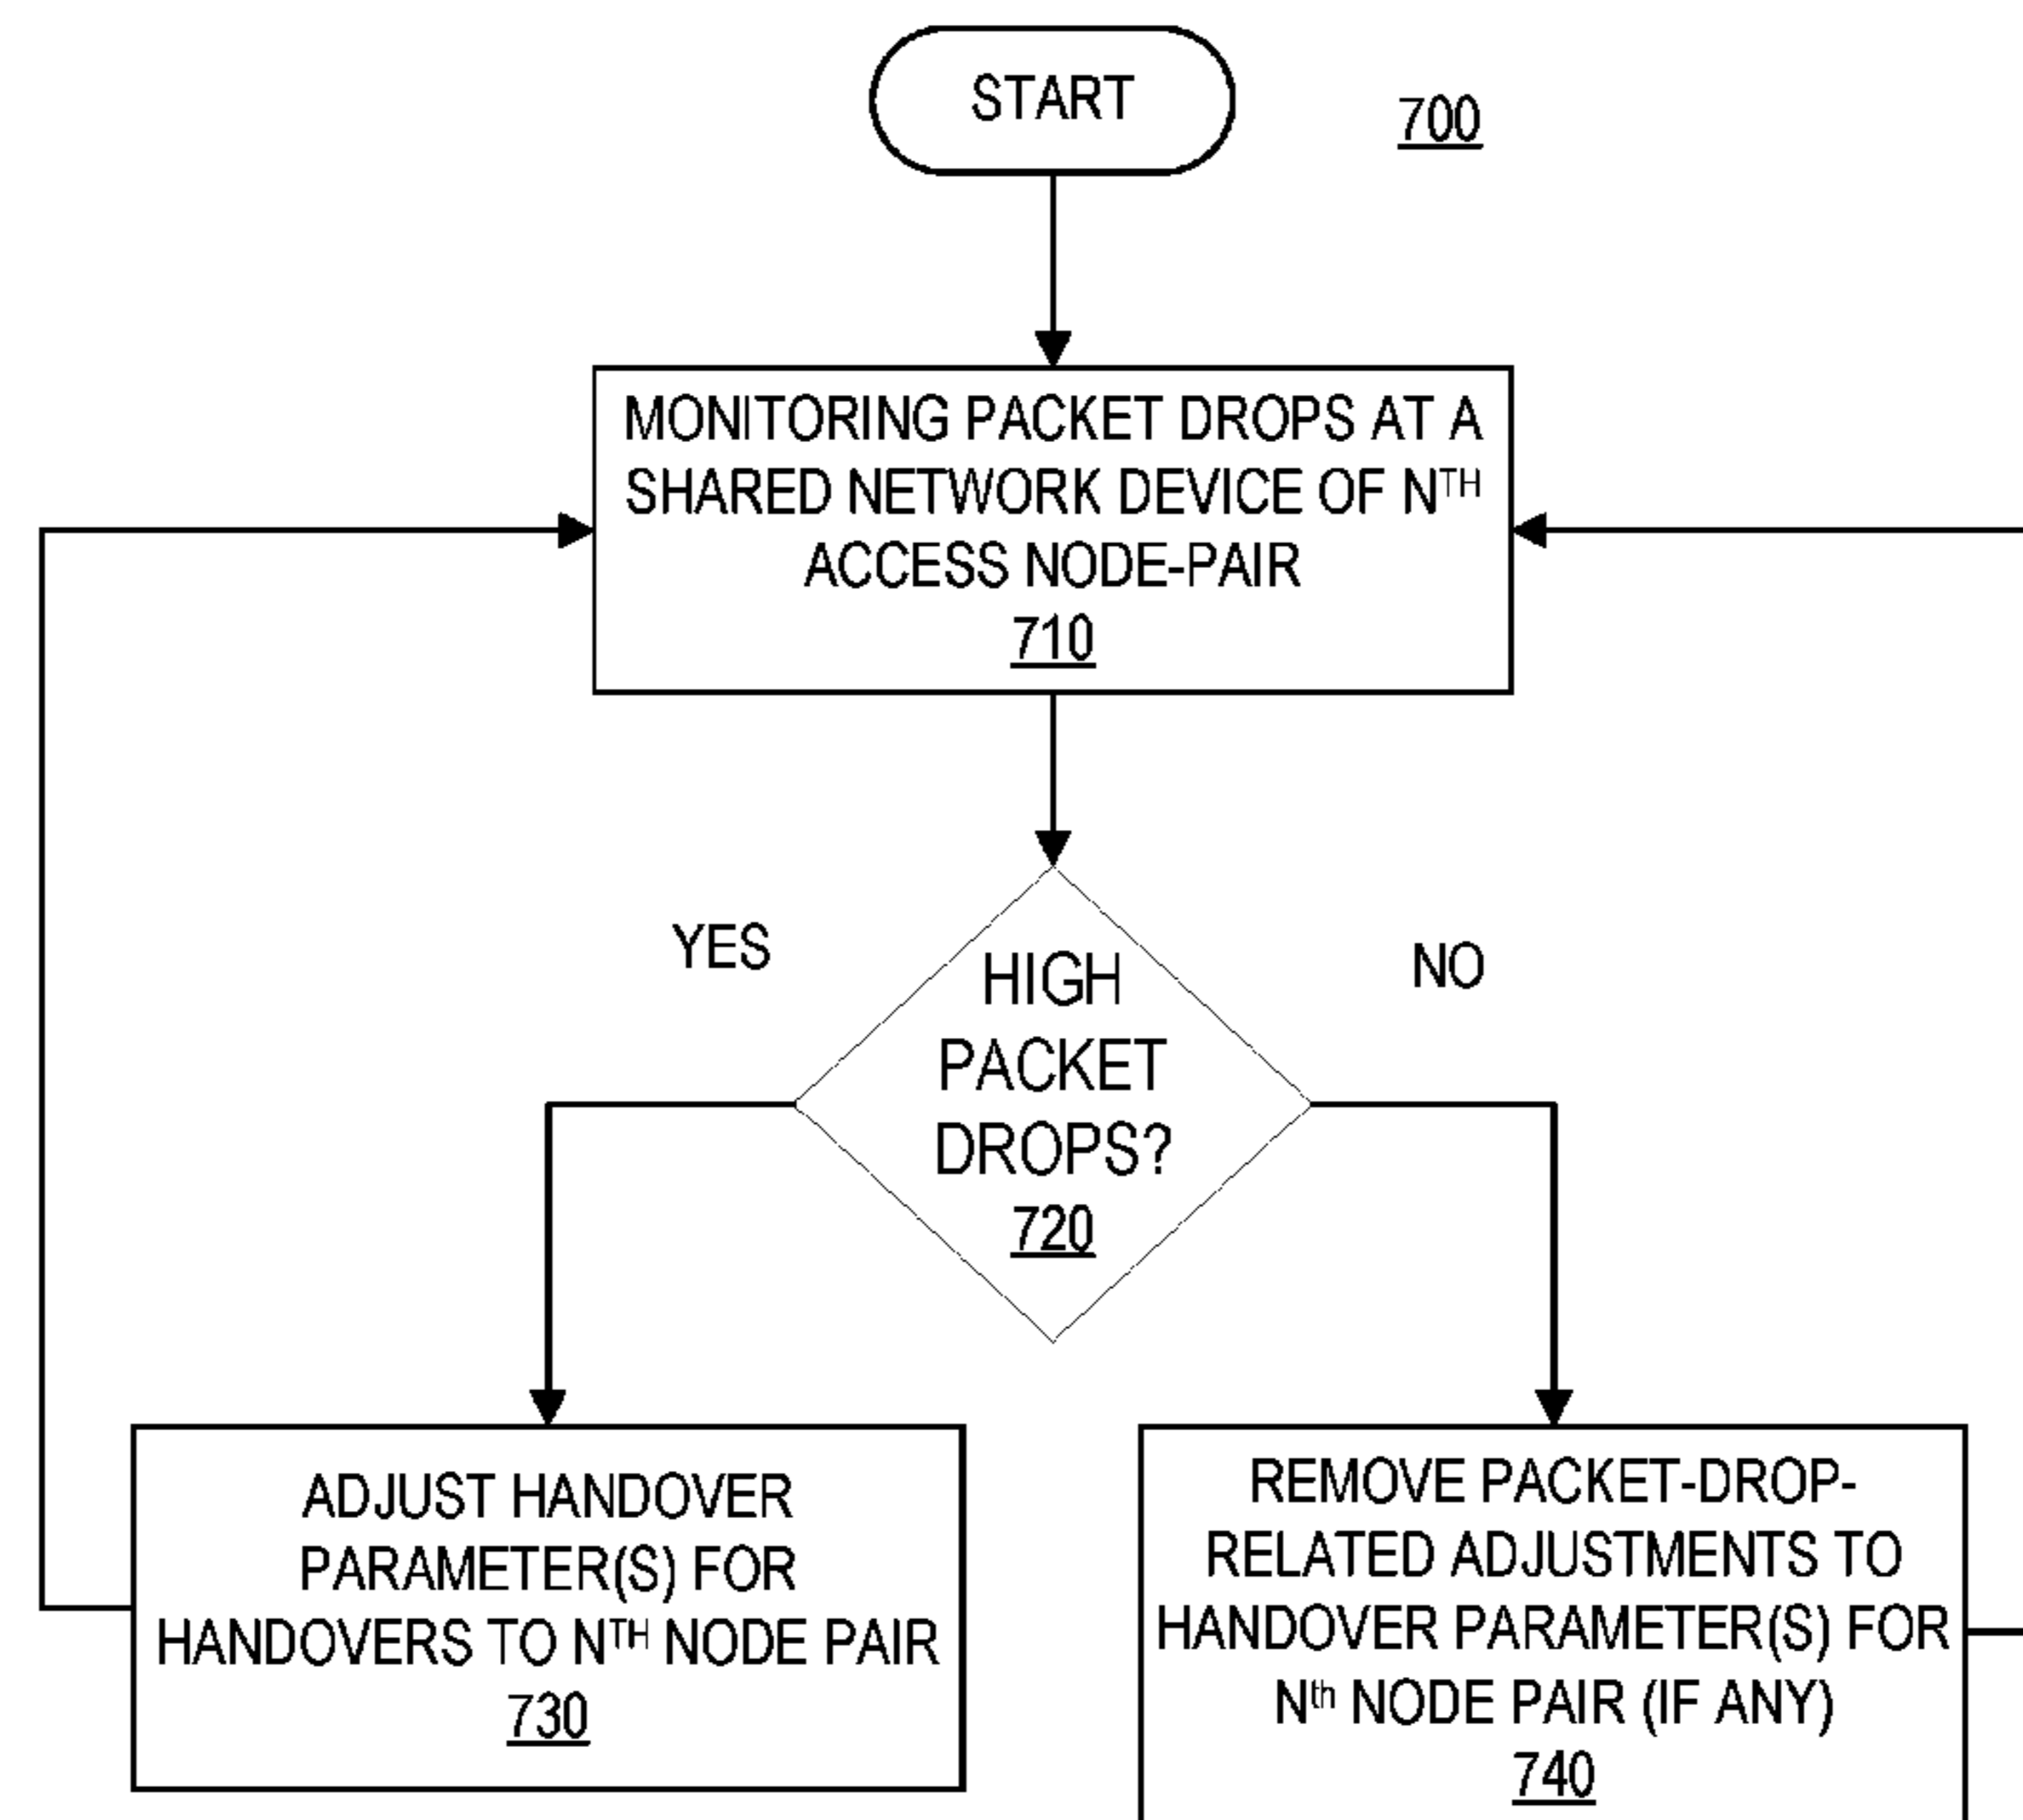 START
700
MONITORING PACKET DROPS AT A
SHARED NETWORK DEVICE OF NTH
ACCESS NODE-PAIR
710
YES
NO
HIGH
PACKET
DROPS?
720
ADJUST HANDOVER
PARAMETER(S) FOR
HANDOVERS TO NTH NODE PAIR
730
REMOVE PACKET-DROP-
RELATED ADJUSTMENTS TO
HANDOVER PARAMETER(S) FOR
Nth NODE PAIR (IF ANY)
740